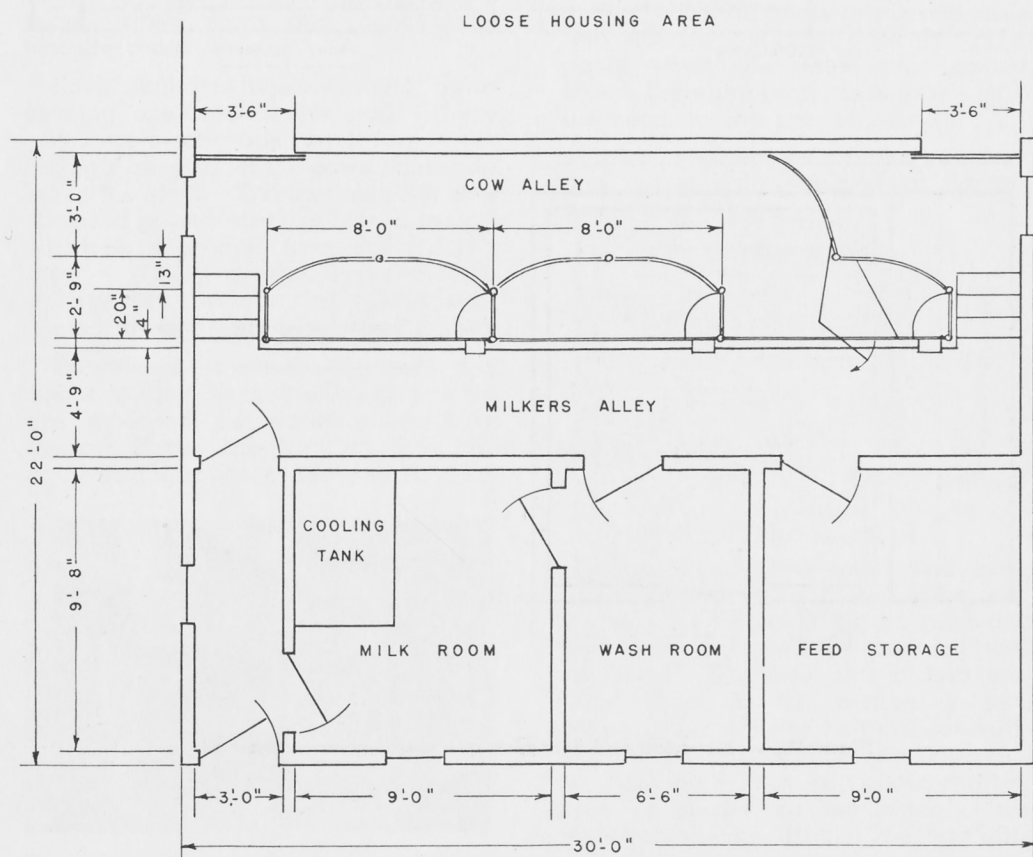 LOOSE HOUSING AREA
3'-6"
3'-6"
COW ALLEY
3'-0"
8'-0"
8'-0"
13"
2'-9"
20"
4"
4'-9"
MILKERS ALLEY
22'-0"
COOLING
TANK
9'-8"
MILK ROOM
WASH ROOM
FEED STORAGE
3'-0"
9'-0"
6'-6"
9'-0"
30'-0"